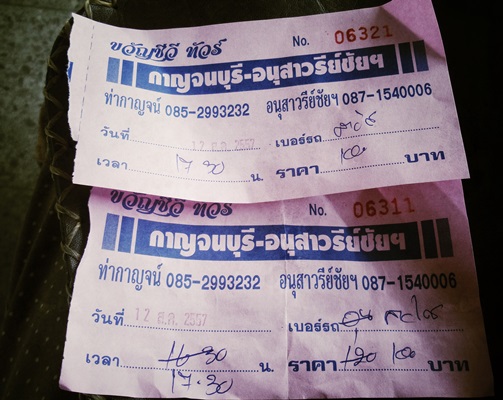 ขวัญชีวี ทัวร์ No. 06321
กาญจนบุรี-อนุสาวรีย์ชัยฯ
ท่ากาญจน์ 085-2993232 อนุสาวรีย์ชัยฯ 087-1540006
วันที่ 12 ต.ค. 2557 เบอร์รถ
เวลา 17.30 น. ราคา บาท
ขวัญชีวี ทัวร์ No. 06311
กาญจนบุรี-อนุสาวรีย์ชัยฯ
ท่ากาญจน์ 085-2993232 อนุสาวรีย์ชัยฯ 087-1540006
วันที่ 12 ต.ค. 2557 เบอร์รถ
เวลา 16.30 น. ราคา 120 บาท
17.30